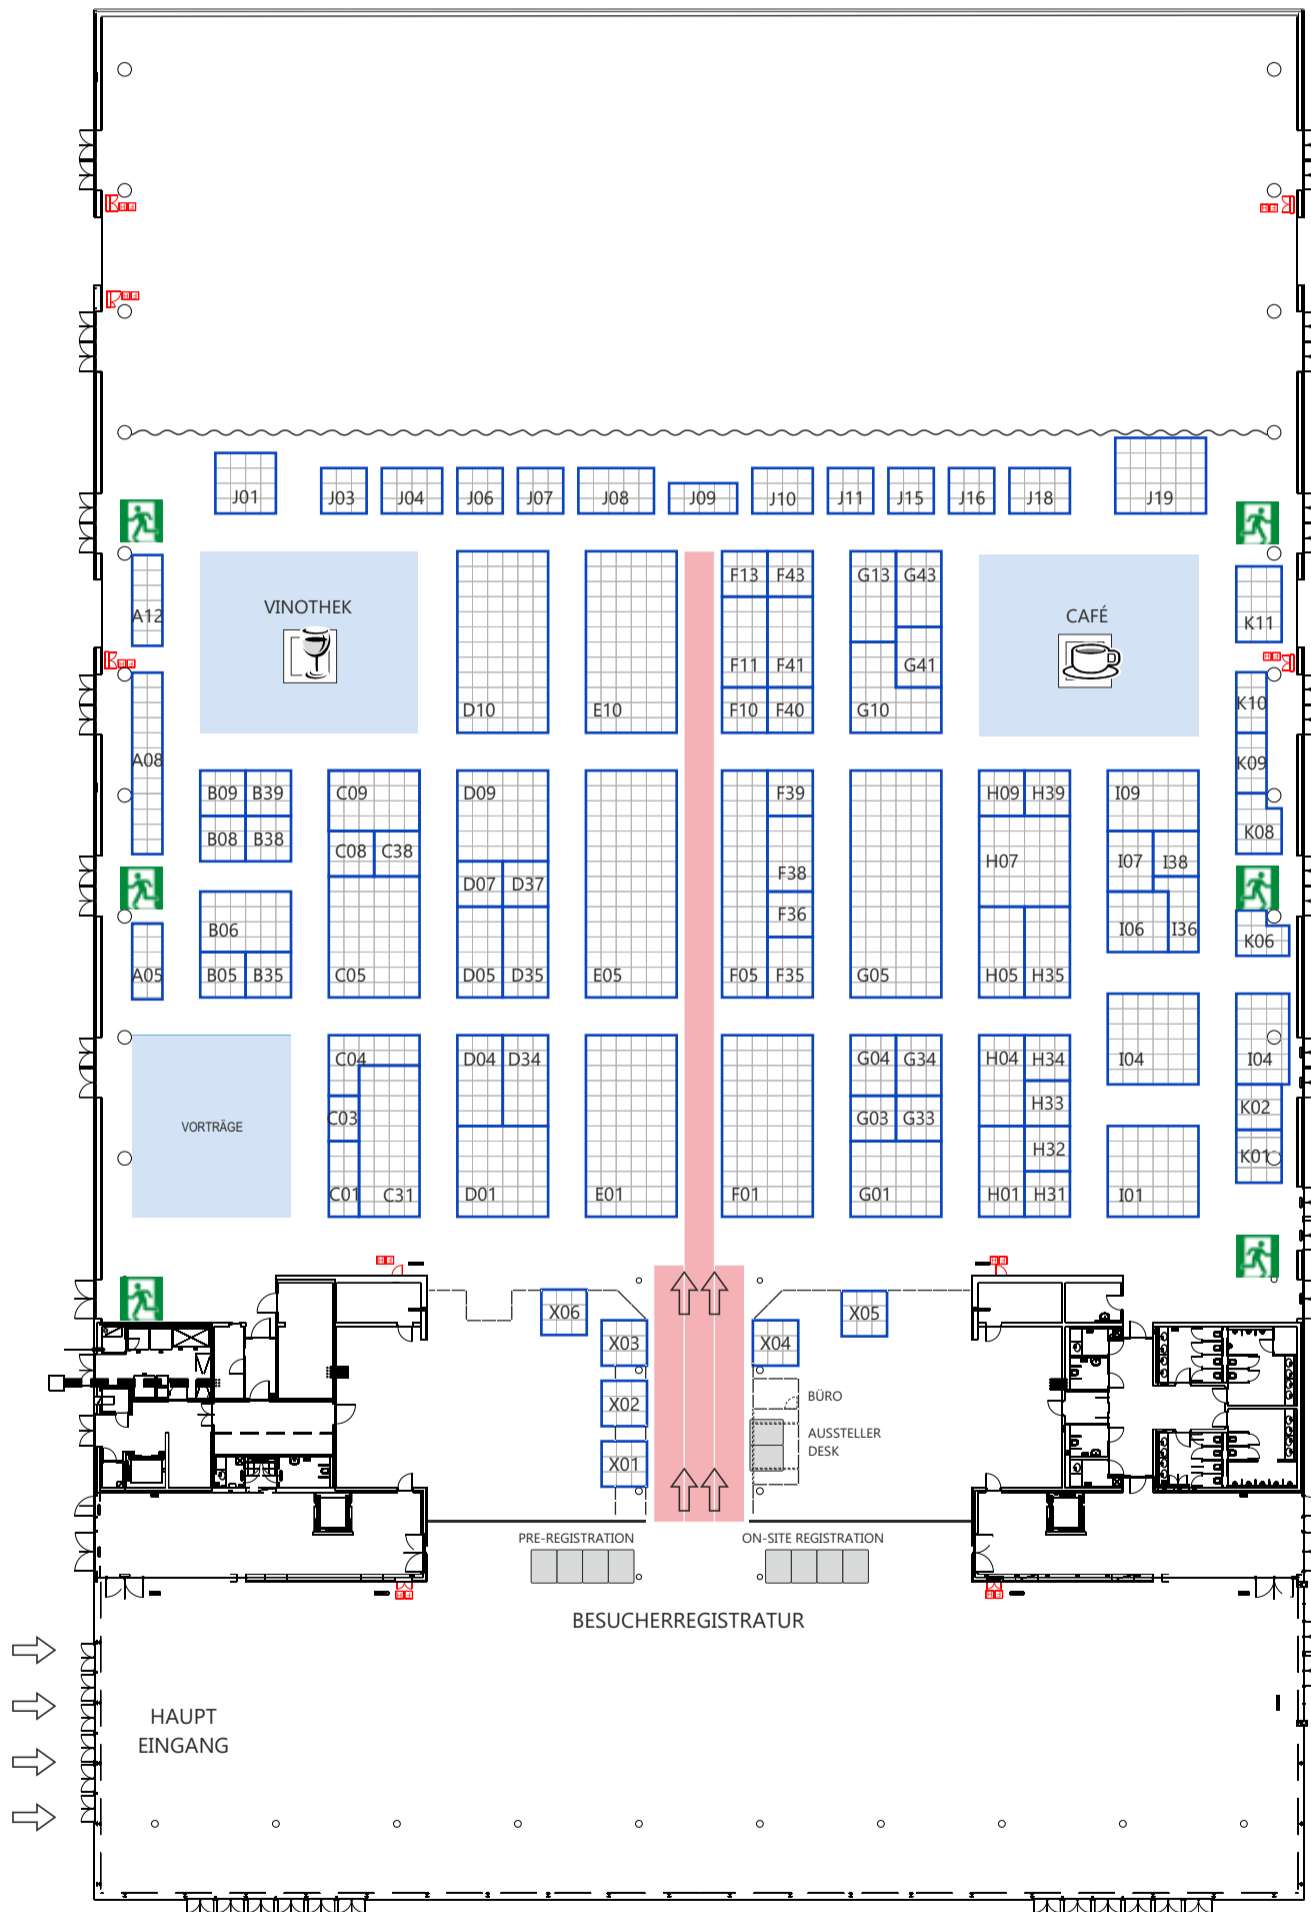 J01 J03 J04 J06 J07 J08 J09 J10 J11 J15 J16 J18 J19
F13 F43 G13 G43
A12 VINOTHEK CAFÉ K11
F11 F41 G41
D10 E10 F10 F40 G10 K10
A08 K09
B09 B39 C09 D09 F39 H09 H39 I09
B08 B38 C08 C38 H07 I07 I38 K08
D07 D37 F38
B06 F36 I06 I36 K06
A05 B05 B35 C05 D05 D35 E05 F05 F35 G05 H05 H35
C04 D04 D34 G04 G34 H04 H34 I04 I04
C03 G03 G33 H33 K02
VORTRÄGE
H32 K01
C01 C31 D01 E01 F01 G01 H01 H31 I01
X06 X05
X03 X04
X02 BÜRO
X01 AUSSTELLER
DESK
PRE-REGISTRATION ON-SITE REGISTRATION
BESUCHERREGISTRATUR
HAUPT
EINGANG